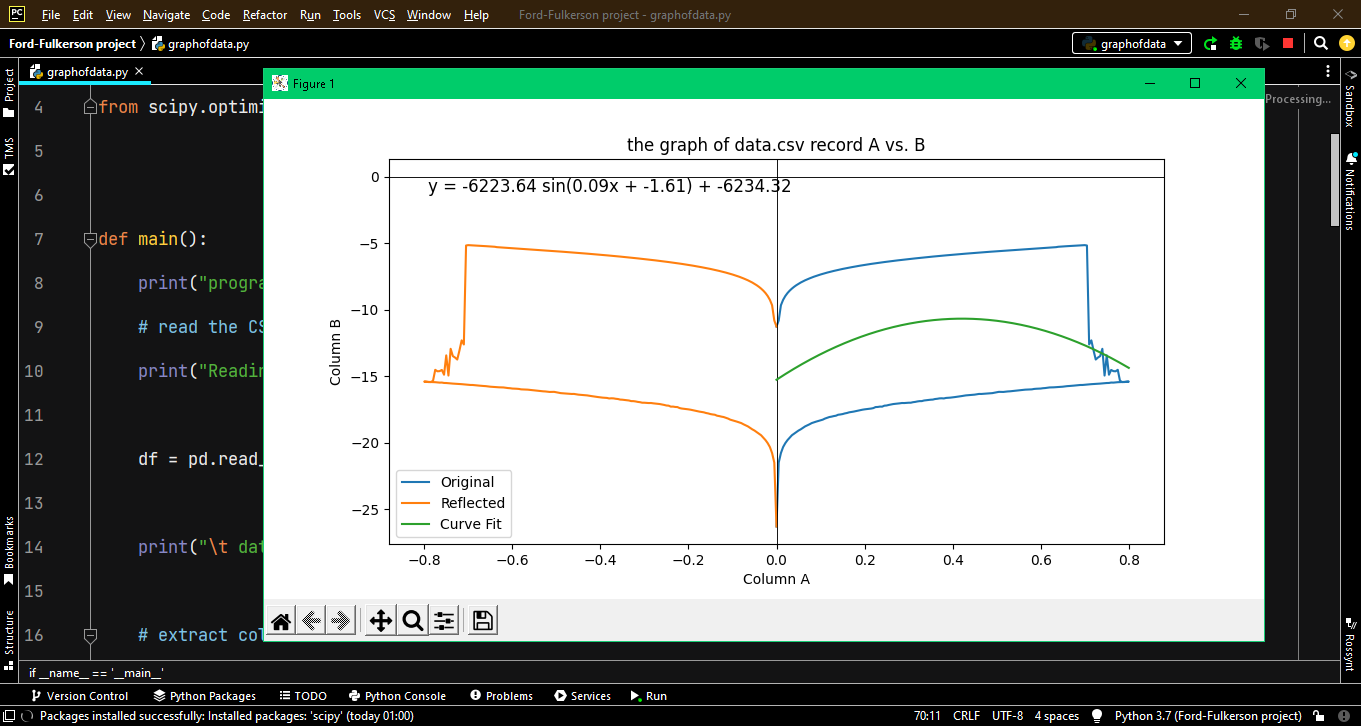 PC File Edit View Navigate Code Refactor Run Tools VCS Window Help Ford-Fulkerson project - graphofdata.py
Ford-Fulkerson project graphofdata.py graphofdata
Project
TMS
Bookmarks
Structure
graphofdata.py
4 from scipy.optimi
5
6
7 def main():
8 print("progra
9 # read the CS
10 print("Readin
11
12 df = pd.read_
13
14 print("\t dat
15
16 # extract col
Figure 1
the graph of data.csv record A vs. B
y = -6223.64 sin(0.09x + -1.61) + -6234.32
Column B
0
−5
−10
−15
−20
−25
Original
Reflected
Curve Fit
−0.8 −0.6 −0.4 −0.2 0.0 0.2 0.4 0.6 0.8
Column A
Processing...
Sandbox
Notifications
Rossynt
if __name__ == '__main__'
Version Control Python Packages TODO Python Console Problems Services Run
Packages installed successfully: Installed packages: 'scipy' (today 01:00) 70:11 CRLF UTF-8 4 spaces Python 3.7 (Ford-Fulkerson project)